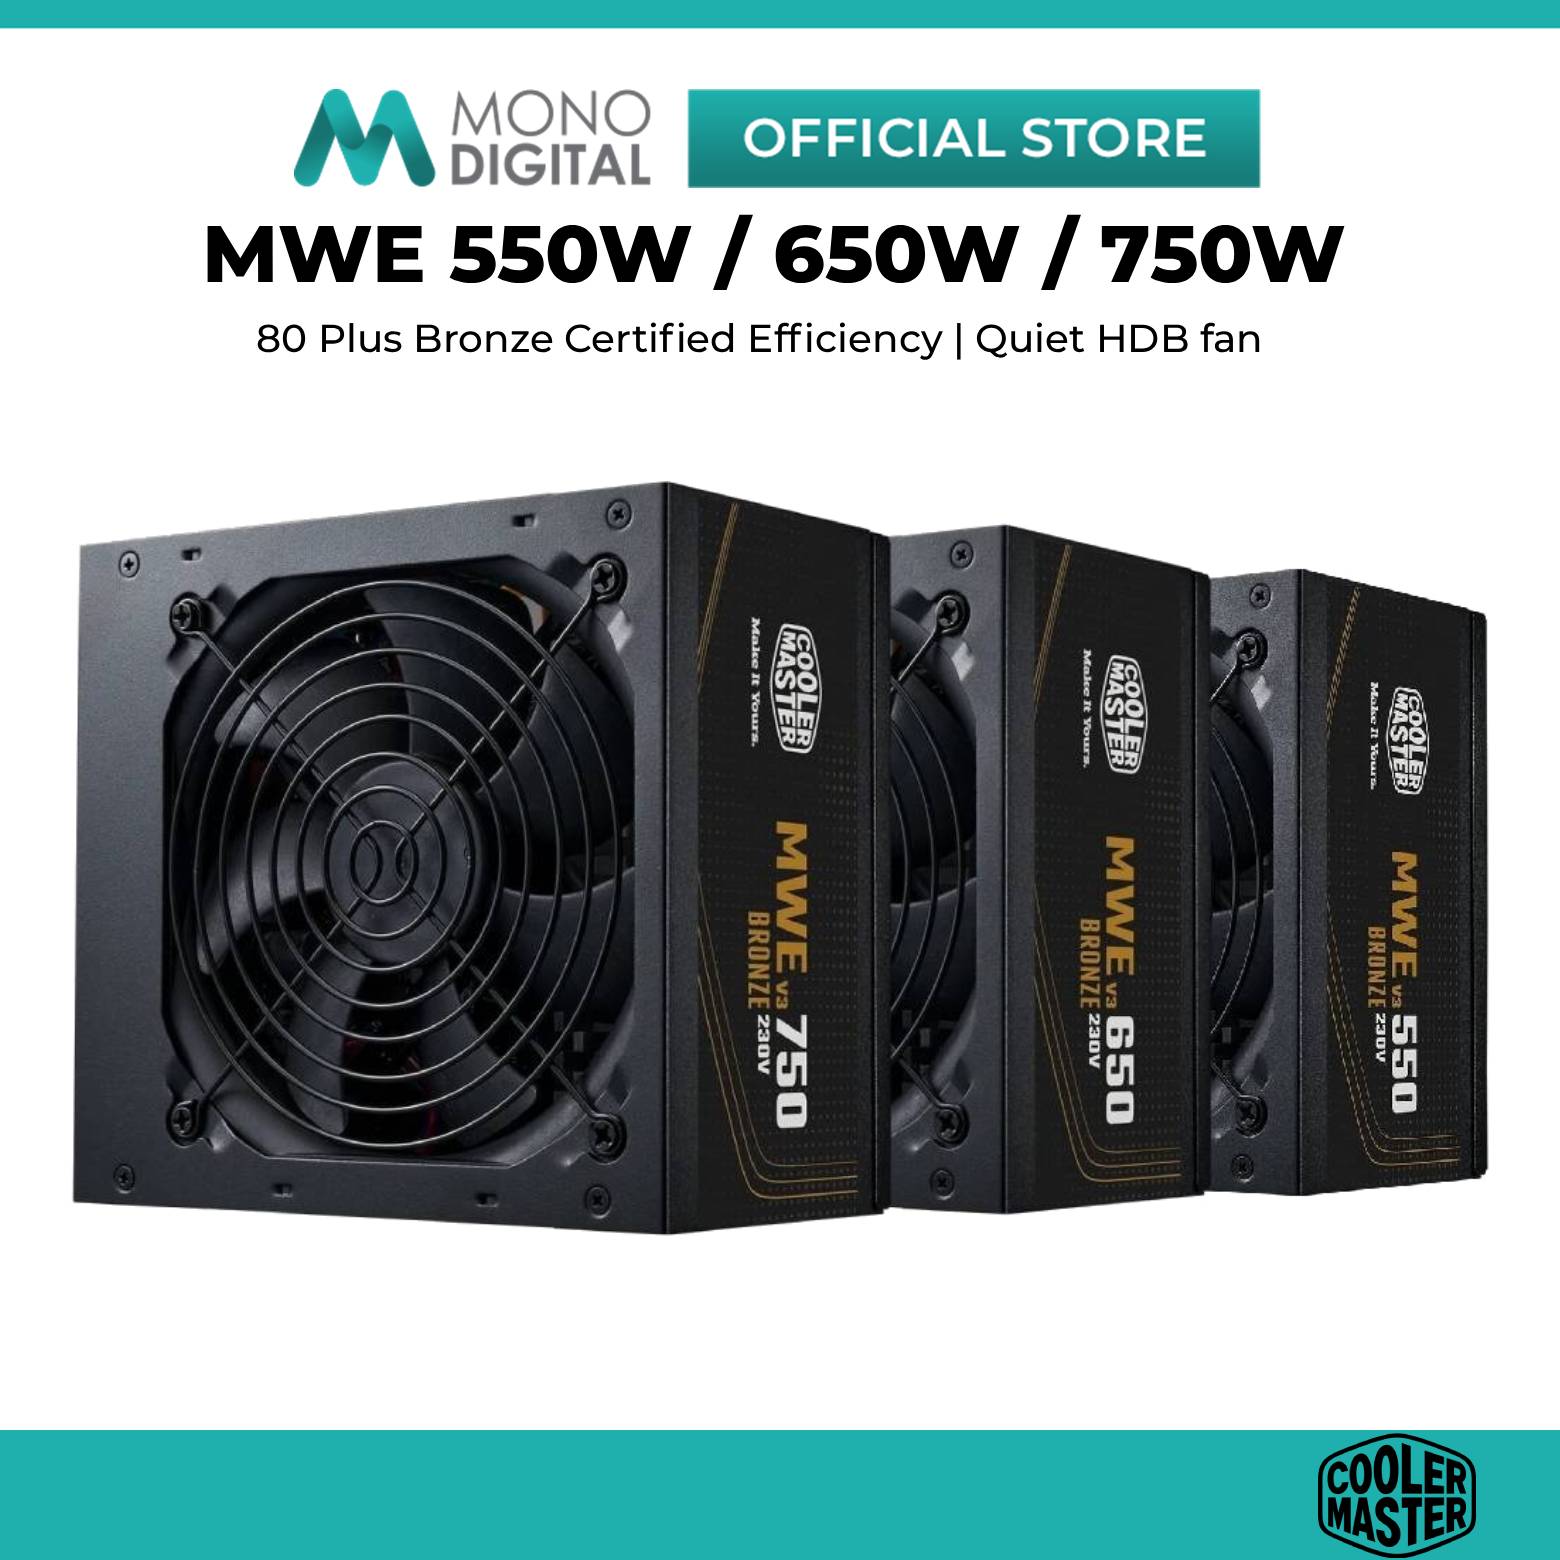 MONO
DIGITAL
OFFICIAL STORE
MWE 550W / 650W / 750W
80 Plus Bronze Certified Efficiency | Quiet HDB fan
COOLER
MASTER
Make It Yours.
MWE V3 750
BRONZE 230V
COOLER
MASTER
Make It Yours.
MWE V3 650
BRONZE 230V
COOLER
MASTER
Make It Yours.
MWE V3 550
BRONZE 230V
COOLER
MASTER